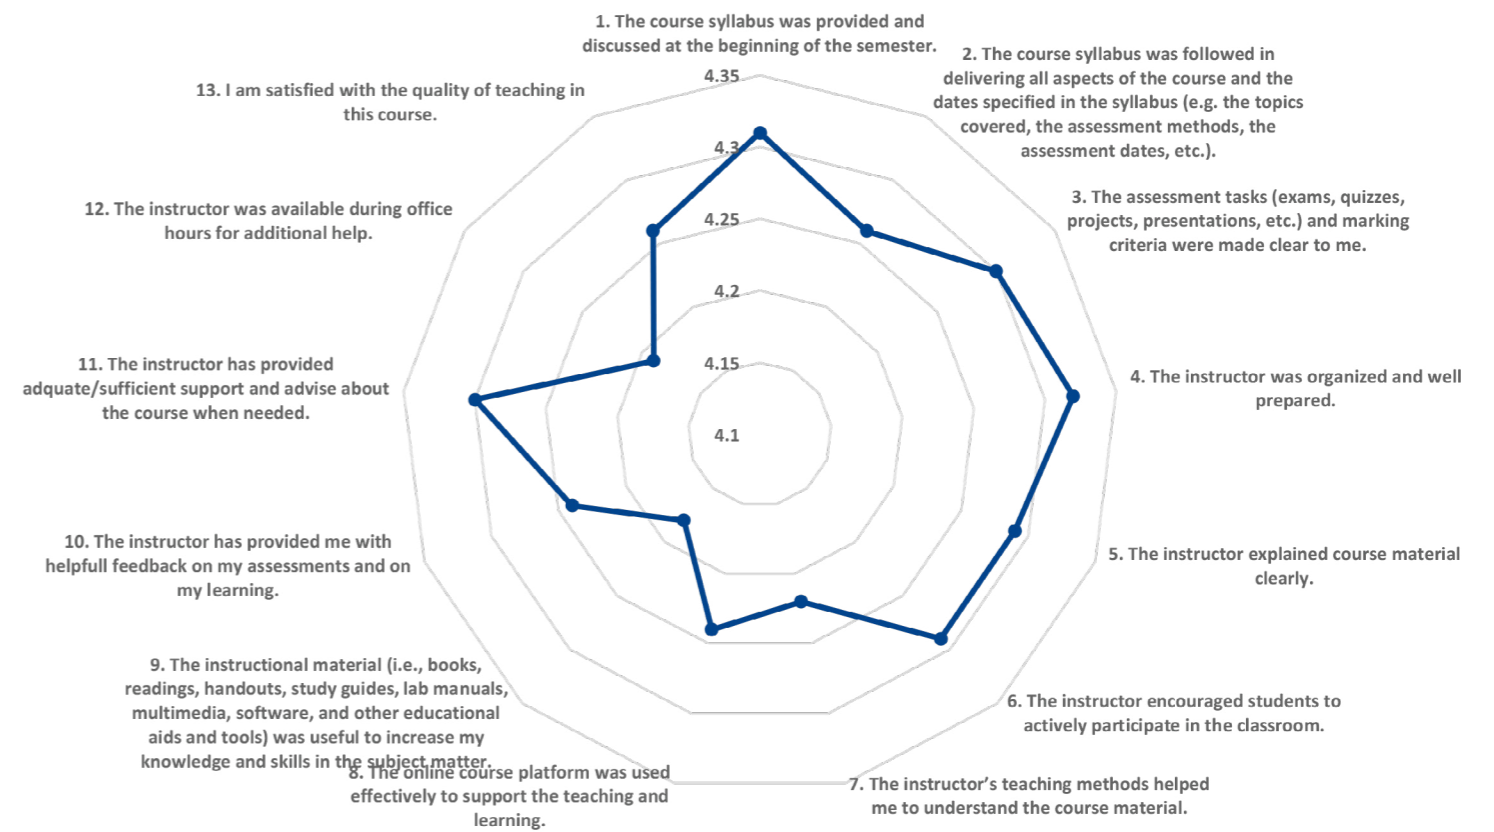 1. The course syllabus was provided and
discussed at the beginning of the semester.
2. The course syllabus was followed in
delivering all aspects of the course and the
dates specified in the syllabus (e.g. the topics
covered, the assessment methods, the
assessment dates, etc.).
3. The assessment tasks (exams, quizzes,
projects, presentations, etc.) and marking
criteria were made clear to me.
4. The instructor was organized and well
prepared.
5. The instructor explained course material
clearly.
6. The instructor encouraged students to
actively participate in the classroom.
7. The instructor’s teaching methods helped
me to understand the course material.
8. The online course platform was used
effectively to support the teaching and
learning.
9. The instructional material (i.e., books,
readings, handouts, study guides, lab manuals,
multimedia, software, and other educational
aids and tools) was useful to increase my
knowledge and skills in the subject matter.
10. The instructor has provided me with
helpfull feedback on my assessments and on
my learning.
11. The instructor has provided
adquate/sufficient support and advise about
the course when needed.
12. The instructor was available during office
hours for additional help.
13. I am satisfied with the quality of teaching in
this course.
4.35
4.3
4.25
4.2
4.15
4.1